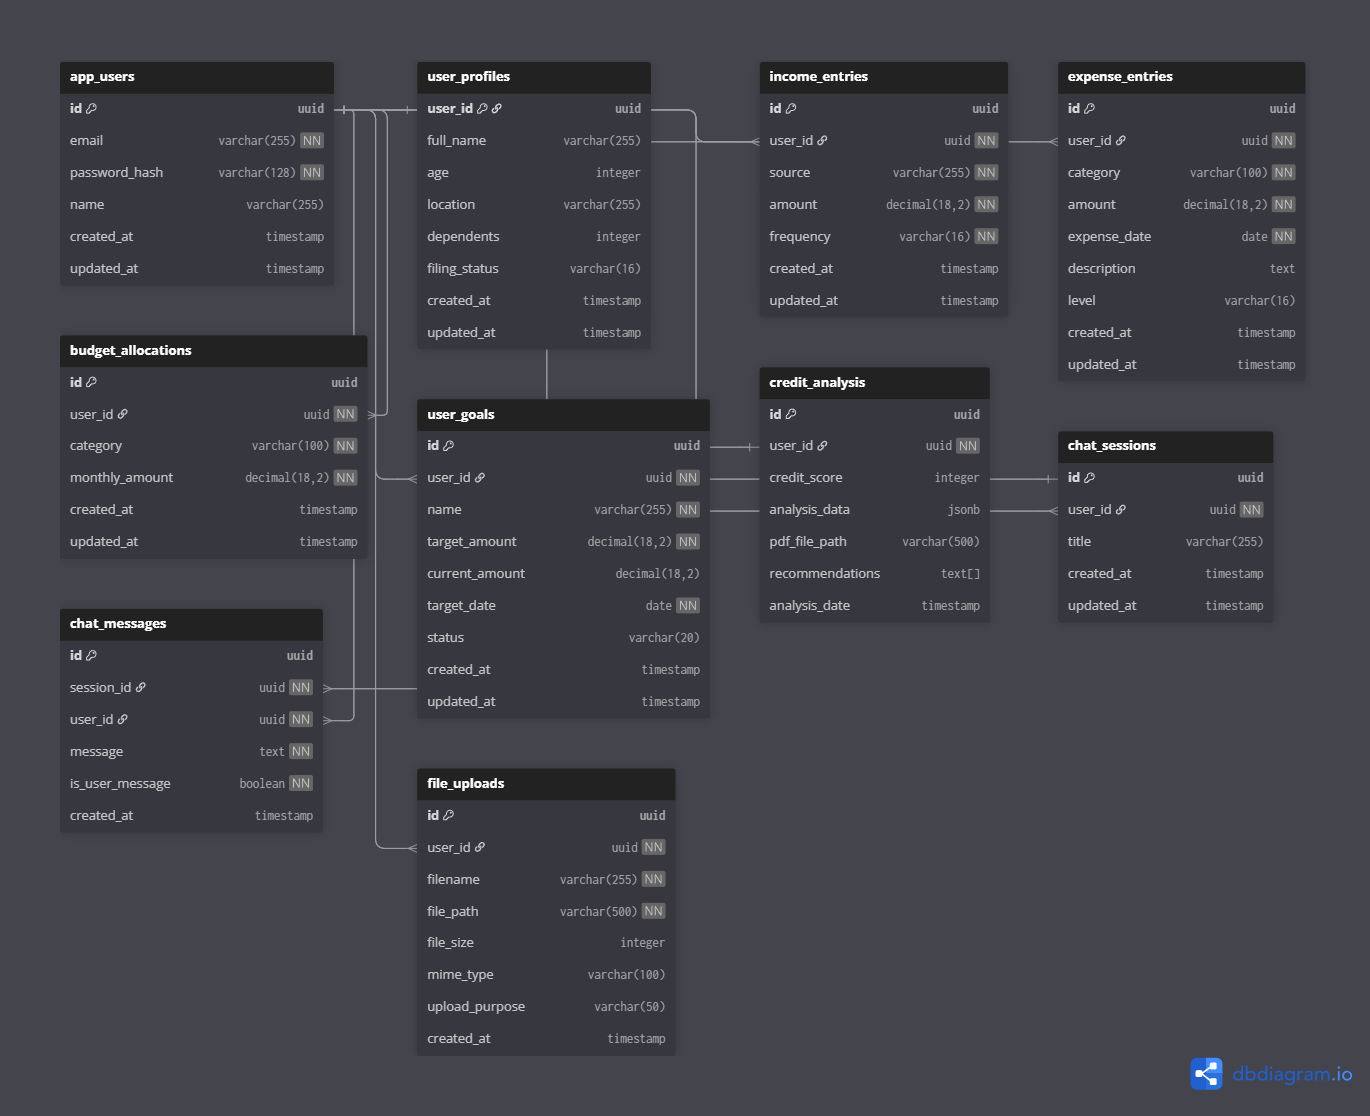 app_users
id uuid
email varchar(255) NN
password_hash varchar(128) NN
name varchar(255)
created_at timestamp
updated_at timestamp
user_profiles
user_id uuid
full_name varchar(255)
age integer
location varchar(255)
dependents integer
filing_status varchar(16)
created_at timestamp
updated_at timestamp
income_entries
id uuid
user_id uuid NN
source varchar(255) NN
amount decimal(18,2) NN
frequency varchar(16) NN
created_at timestamp
updated_at timestamp
expense_entries
id uuid
user_id uuid NN
category varchar(100) NN
amount decimal(18,2) NN
expense_date date NN
description text
level varchar(16)
created_at timestamp
updated_at timestamp
budget_allocations
id uuid
user_id uuid NN
category varchar(100) NN
monthly_amount decimal(18,2) NN
created_at timestamp
updated_at timestamp
user_goals
id uuid
user_id uuid NN
name varchar(255) NN
target_amount decimal(18,2) NN
current_amount decimal(18,2)
target_date date NN
status varchar(20)
created_at timestamp
updated_at timestamp
credit_analysis
id uuid
user_id uuid NN
credit_score integer
analysis_data jsonb
pdf_file_path varchar(500)
recommendations text[]
analysis_date timestamp
chat_sessions
id uuid
user_id uuid NN
title varchar(255)
created_at timestamp
updated_at timestamp
chat_messages
id uuid
session_id uuid NN
user_id uuid NN
message text NN
is_user_message boolean NN
created_at timestamp
file_uploads
id uuid
user_id uuid NN
filename varchar(255) NN
file_path varchar(500) NN
file_size integer
mime_type varchar(100)
upload_purpose varchar(50)
created_at timestamp
dbdiagram.io